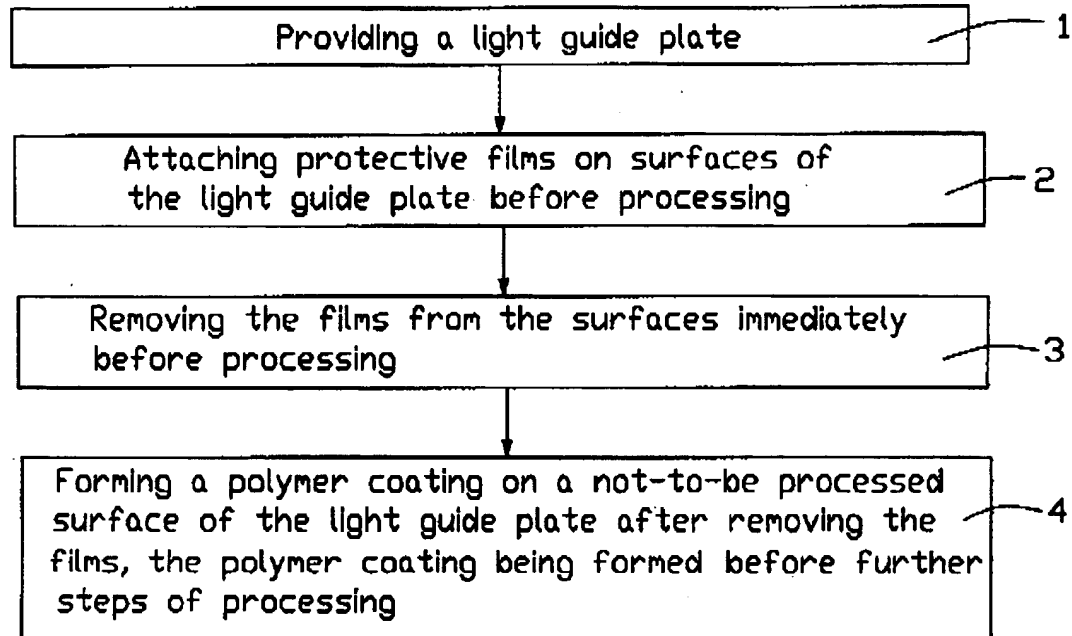 Providing a light guide plate
1
Attaching protective films on surfaces of
the light guide plate before processing
2
Removing the films from the surfaces immediately
before processing
3
Forming a polymer coating on a not-to-be processed
surface of the light guide plate after removing the
films, the polymer coating being formed before further
steps of processing
4